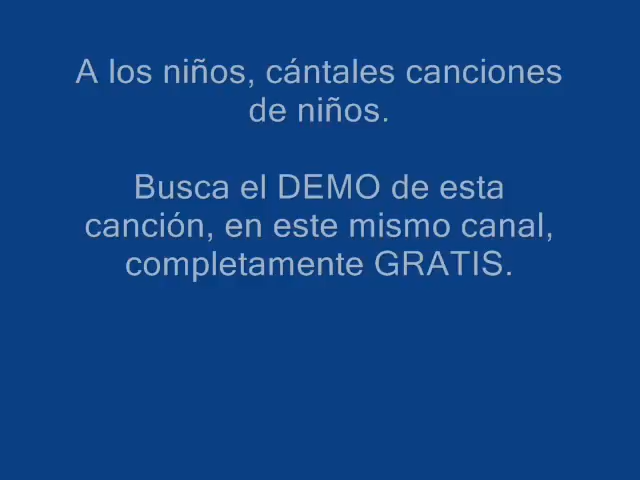 A los niños, cántales canciones
de niños.
Busca el DEMO de esta
canción, en este mismo canal,
completamente GRATIS.